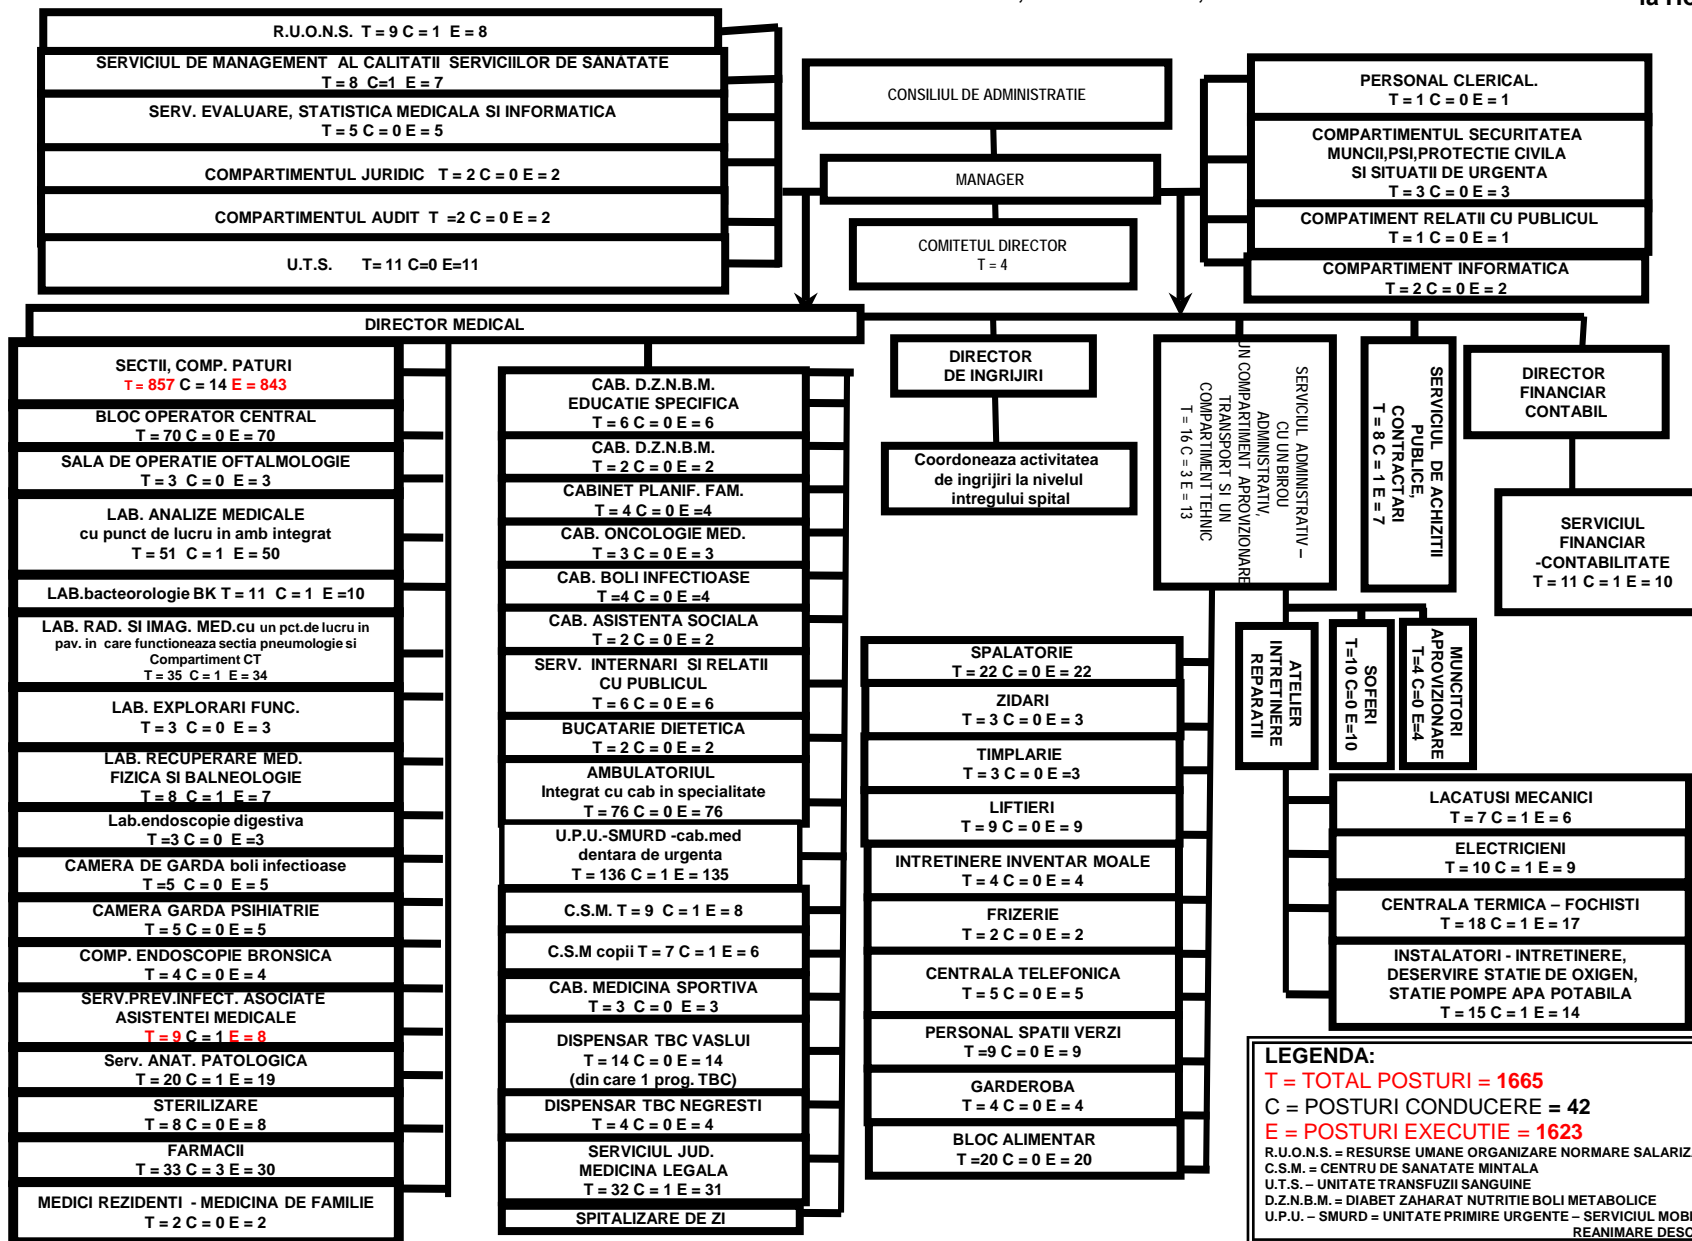 la HC
R.U.O.N.S. T = 9 C = 1 E = 8
SERVICIUL DE MANAGEMENT AL CALITATII SERVICIILOR DE SĂNĂTATE
T = 8 C=1 E = 7
SERV. EVALUARE, STATISTICA MEDICALA SI INFORMATICA
T = 5 C = 0 E = 5
COMPARTIMENTUL JURIDIC T = 2 C = 0 E = 2
COMPARTIMENTUL AUDIT T =2 C = 0 E = 2
U.T.S. T= 11 C=0 E=11
CONSILIUL DE ADMINISTRATIE
MANAGER
COMITETUL DIRECTOR
T = 4
PERSONAL CLERICAL.
T = 1 C = 0 E = 1
COMPARTIMENTUL SECURITATEA
MUNCII,PSI,PROTECTIE CIVILA
SI SITUATII DE URGENTA
T = 3 C = 0 E = 3
COMPATIMENT RELATII CU PUBLICUL
T = 1 C = 0 E = 1
COMPARTIMENT INFORMATICA
T = 2 C = 0 E = 2
DIRECTOR MEDICAL
SECTII, COMP. PATURI
T = 857 C = 14 E = 843
BLOC OPERATOR CENTRAL
T = 70 C = 0 E = 70
SALA DE OPERATIE OFTALMOLOGIE
T = 3 C = 0 E = 3
LAB. ANALIZE MEDICALE
cu punct de lucru in amb integrat
T = 51 C = 1 E = 50
LAB.bacteorologie BK T = 11 C = 1 E =10
LAB. RAD. SI IMAG. MED.cu un pct.de lucru in
pav. in care functioneaza sectia pneumologie si
Compartiment CT
T = 35 C = 1 E = 34
LAB. EXPLORARI FUNC.
T = 3 C = 0 E = 3
LAB. RECUPERARE MED.
FIZICA SI BALNEOLOGIE
T = 8 C = 1 E = 7
Lab.endoscopie digestiva
T =3 C = 0 E =3
CAMERA DE GARDA boli infectioase
T =5 C = 0 E = 5
CAMERA GARDA PSIHIATRIE
T = 5 C = 0 E = 5
COMP. ENDOSCOPIE BRONSICA
T = 4 C = 0 E = 4
SERV.PREV.INFECT. ASOCIATE
ASISTENTEI MEDICALE
T = 9 C = 1 E = 8
Serv. ANAT. PATOLOGICA
T = 20 C = 1 E = 19
STERILIZARE
T = 8 C = 0 E = 8
FARMACII
T = 33 C = 3 E = 30
MEDICI REZIDENTI - MEDICINA DE FAMILIE
T = 2 C = 0 E = 2
CAB. D.Z.N.B.M.
EDUCATIE SPECIFICA
T = 6 C = 0 E = 6
CAB. D.Z.N.B.M.
T = 2 C = 0 E = 2
CABINET PLANIF. FAM.
T = 4 C = 0 E =4
CAB. ONCOLOGIE MED.
T = 3 C = 0 E = 3
CAB. BOLI INFECTIOASE
T =4 C = 0 E =4
CAB. ASISTENTA SOCIALA
T = 2 C = 0 E = 2
SERV. INTERNARI SI RELATII
CU PUBLICUL
T = 6 C = 0 E = 6
BUCATARIE DIETETICA
T = 2 C = 0 E = 2
AMBULATORIUL
Integrat cu cab in specialitate
T = 76 C = 0 E = 76
U.P.U.-SMURD -cab.med
dentara de urgenta
T = 136 C = 1 E = 135
C.S.M. T = 9 C = 1 E = 8
C.S.M copii T = 7 C = 1 E = 6
CAB. MEDICINA SPORTIVA
T = 3 C = 0 E = 3
DISPENSAR TBC VASLUI
T = 14 C = 0 E = 14
(din care 1 prog. TBC)
DISPENSAR TBC NEGRESTI
T = 4 C = 0 E = 4
SERVICIUL JUD.
MEDICINA LEGALA
T = 32 C = 1 E = 31
SPITALIZARE DE ZI
DIRECTOR
DE INGRIJIRI
Coordoneaza activitatea
de ingrijiri la nivelul
intregului spital
SERVICIUL ADMINISTRATIV –
CU UN BIROU
ADMINISTRATIV,
UN COMPARTIMENT APROVIZIONARE
TRANSPORT SI UN
COMPARTIMENT TEHNIC
T = 16 C = 3 E = 13
SERVICIUL DE ACHIZITII
PUBLICE,
CONTRACTARI
T = 8 C = 1 E = 7
DIRECTOR
FINANCIAR
CONTABIL
SERVICIUL
FINANCIAR
-CONTABILITATE
T = 11 C = 1 E = 10
SPALATORIE
T = 22 C = 0 E = 22
ZIDARI
T = 3 C = 0 E = 3
TIMPLARIE
T = 3 C = 0 E =3
LIFTIERI
T = 9 C = 0 E = 9
INTRETINERE INVENTAR MOALE
T = 4 C = 0 E = 4
FRIZERIE
T = 2 C = 0 E = 2
CENTRALA TELEFONICA
T = 5 C = 0 E = 5
PERSONAL SPATII VERZI
T =9 C = 0 E = 9
GARDEROBA
T = 4 C = 0 E = 4
BLOC ALIMENTAR
T =20 C = 0 E = 20
ATELIER
INTRETINERE
REPARATII
SOFERI
T=10 C=0 E=10
MUNCITORI
APROVIZIONARE
T=4 C=0 E=4
LACATUSI MECANICI
T = 7 C = 1 E = 6
ELECTRICIENI
T = 10 C = 1 E = 9
CENTRALA TERMICA – FOCHISTI
T = 18 C = 1 E = 17
INSTALATORI - INTRETINERE,
DESERVIRE STATIE DE OXIGEN,
STATIE POMPE APA POTABILA
T = 15 C = 1 E = 14
LEGENDA:
T = TOTAL POSTURI = 1665
C = POSTURI CONDUCERE = 42
E = POSTURI EXECUTIE = 1623
R.U.O.N.S. = RESURSE UMANE ORGANIZARE NORMARE SALARIZ
C.S.M. = CENTRU DE SANATATE MINTALA
U.T.S. – UNITATE TRANSFUZII SANGUINE
D.Z.N.B.M. = DIABET ZAHARAT NUTRITIE BOLI METABOLICE
U.P.U. – SMURD = UNITATE PRIMIRE URGENTE – SERVICIUL MOBI
REANIMARE DESC